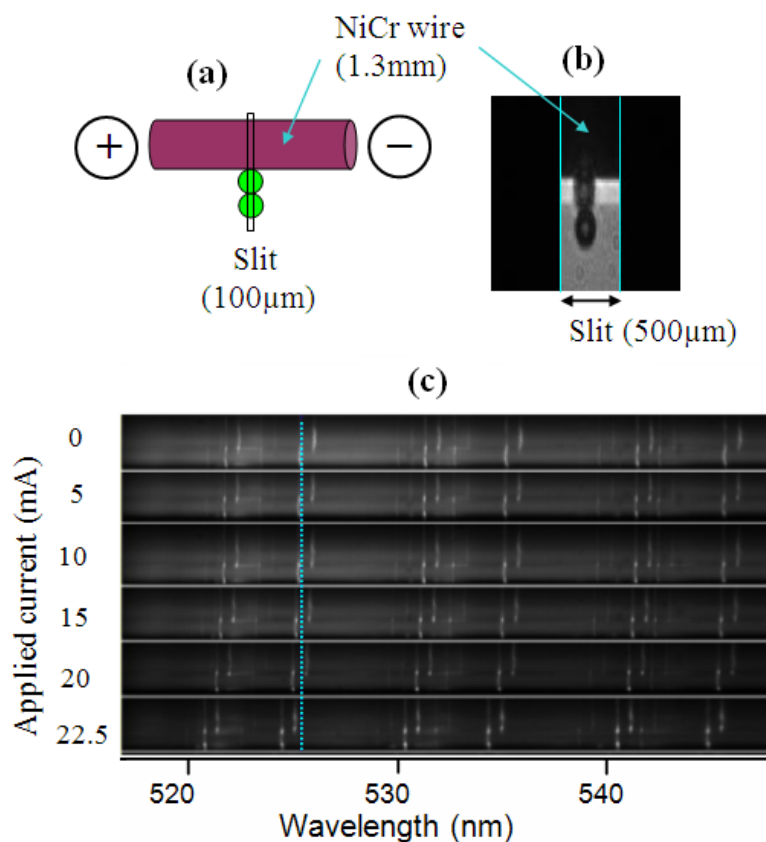 NiCr wire
(1.3mm)
(a)
(b)
+
−
Slit
(100µm)
Slit (500µm)
(c)
Applied current (mA)
0
5
10
15
20
22.5
520
530
540
Wavelength (nm)